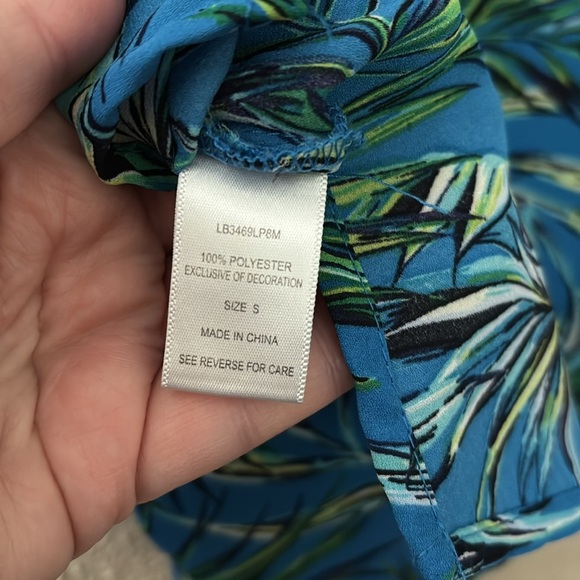 LB3469LP8M
100% POLYESTER
EXCLUSIVE OF DECORATION
SIZE S
MADE IN CHINA
SEE REVERSE FOR CARE